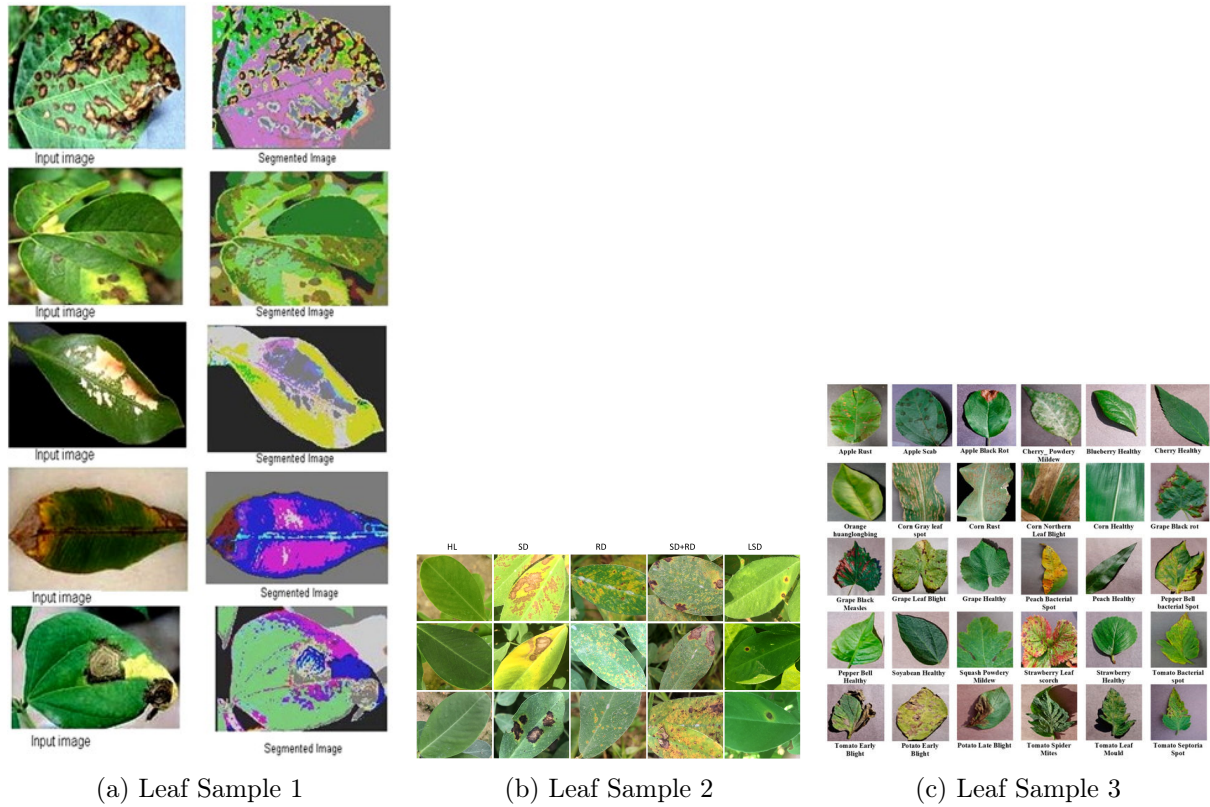 Input image
Segmented Image
Input image
Segmented Image
Input image
Segmented Image
Input image
Segmented Image
Input image
Segmented Image
(a) Leaf Sample 1
HL SD RD SD+RD LSD
(b) Leaf Sample 2
Apple Rust
Apple Scab
Apple Black Rot
Cherry_ Powdery
Mildew
Blueberry Healthy
Cherry Healthy
Orange
huanglongbing
Corn Gray leaf
spot
Corn Rust
Corn Northern
Leaf Blight
Corn Healthy
Grape Black rot
Grape Black
Measles
Grape Leaf Blight
Grape Healthy
Peach Bacterial
Spot
Peach Healthy
Pepper Bell
bacterial Spot
Pepper Bell
Healthy
Soyabean Healthy
Squash Powdery
Mildew
Strawberry Leaf
scorch
Strawberry
Healthy
Tomato Bacterial
spot
Tomato Early
Blight
Potato Early
Blight
Potato Late Blight
Tomato Spider
Mites
Tomato Leaf
Mould
Tomato Septoria
Spot
(c) Leaf Sample 3